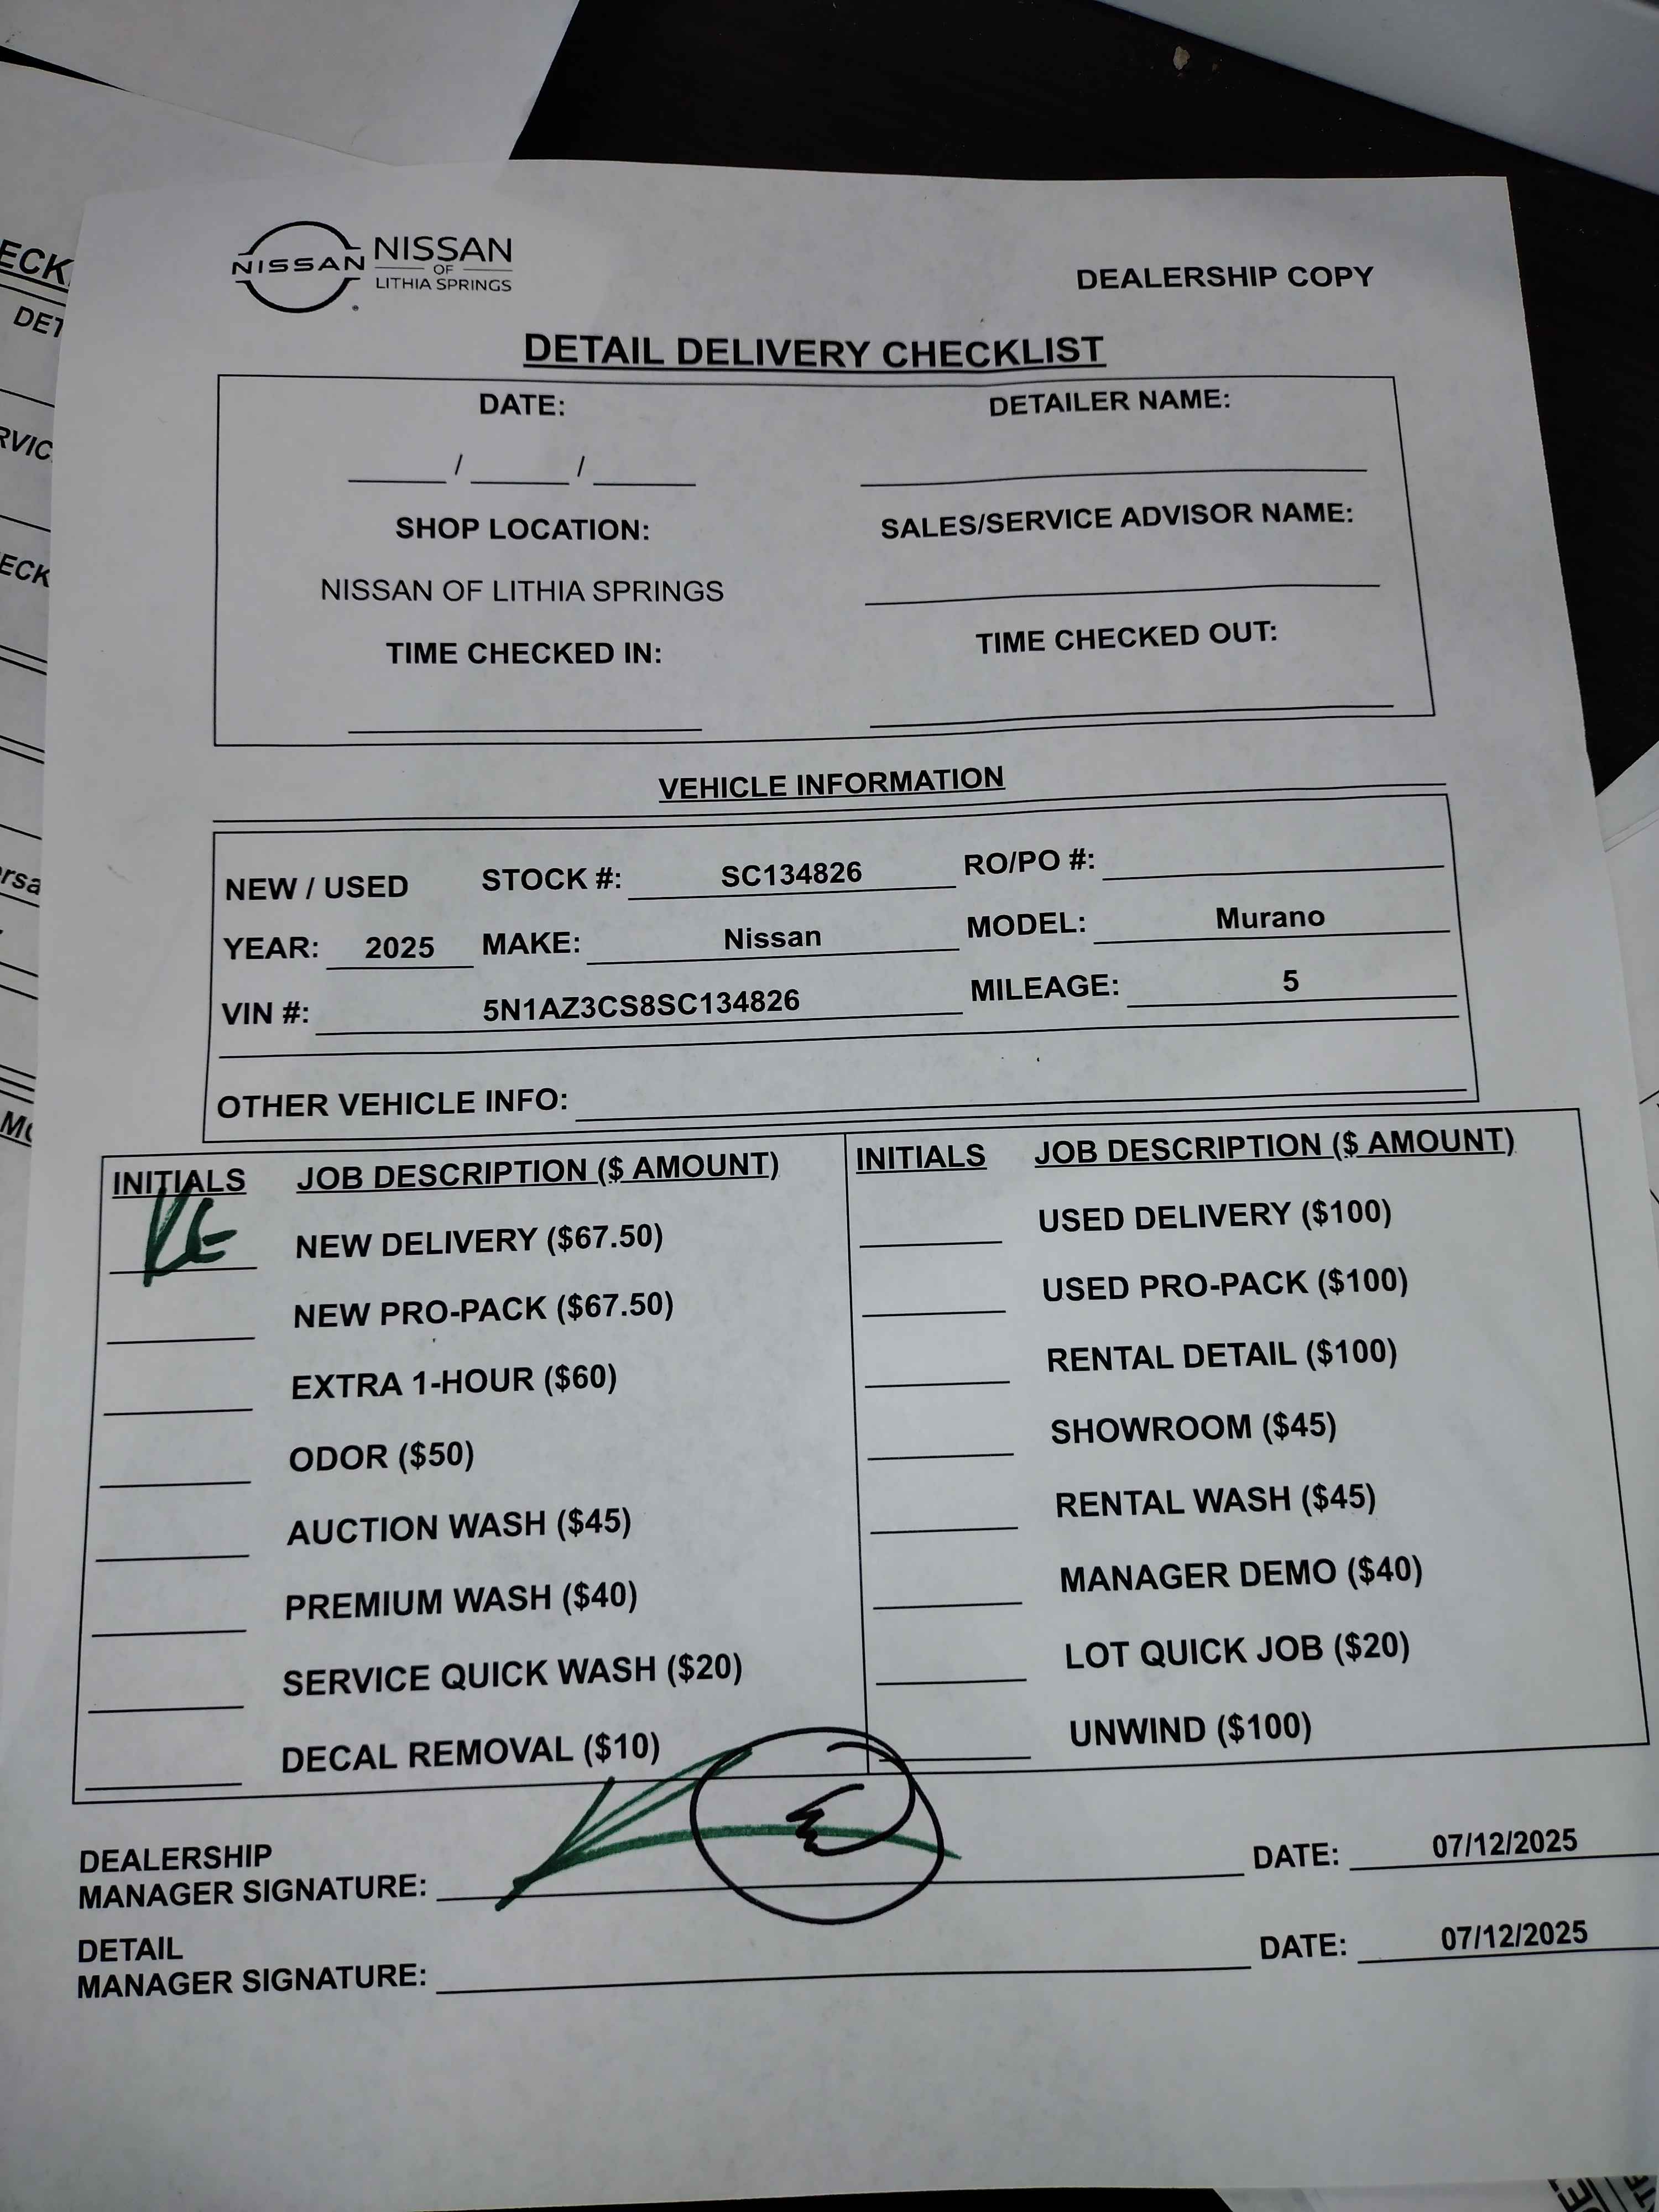 NISSAN NISSAN
OF
LITHIA SPRINGS
DEALERSHIP COPY
DETAIL DELIVERY CHECKLIST
DATE: DETAILER NAME:
____ / ____ / ____
SHOP LOCATION: SALES/SERVICE ADVISOR NAME:
NISSAN OF LITHIA SPRINGS
TIME CHECKED IN: TIME CHECKED OUT:
VEHICLE INFORMATION
NEW / USED STOCK #: SC134826 RO/PO #:
YEAR: 2025 MAKE: Nissan MODEL: Murano
VIN #: 5N1AZ3CS8SC134826 MILEAGE: 5
OTHER VEHICLE INFO:
INITIALS JOB DESCRIPTION ($ AMOUNT)
NEW DELIVERY ($67.50)
NEW PRO-PACK ($67.50)
EXTRA 1-HOUR ($60)
ODOR ($50)
AUCTION WASH ($45)
PREMIUM WASH ($40)
SERVICE QUICK WASH ($20)
DECAL REMOVAL ($10)
INITIALS JOB DESCRIPTION ($ AMOUNT)
USED DELIVERY ($100)
USED PRO-PACK ($100)
RENTAL DETAIL ($100)
SHOWROOM ($45)
RENTAL WASH ($45)
MANAGER DEMO ($40)
LOT QUICK JOB ($20)
UNWIND ($100)
DEALERSHIP
MANAGER SIGNATURE: DATE: 07/12/2025
DETAIL
MANAGER SIGNATURE: DATE: 07/12/2025